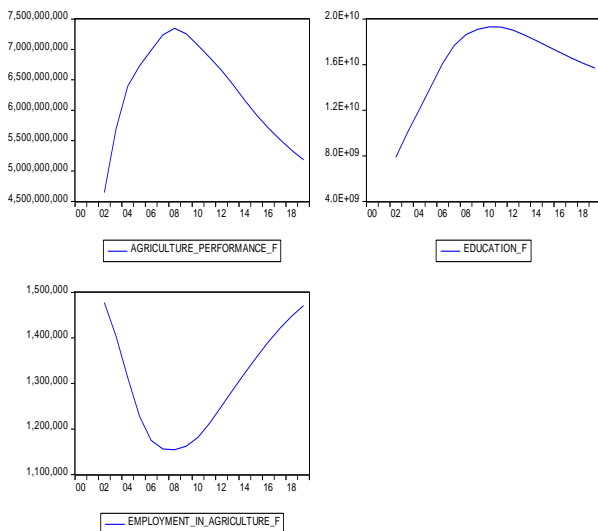 7,500,000,000
7,000,000,000
6,500,000,000
6,000,000,000
5,500,000,000
5,000,000,000
4,500,000,000
00 02 04 06 08 10 12 14 16 18
AGRICULTURE_PERFORMANCE_F
2.0E+10
1.6E+10
1.2E+10
8.0E+09
4.0E+09
00 02 04 06 08 10 12 14 16 18
EDUCATION_F
1,500,000
1,400,000
1,300,000
1,200,000
1,100,000
00 02 04 06 08 10 12 14 16 18
EMPLOYMENT_IN_AGRICULTURE_F